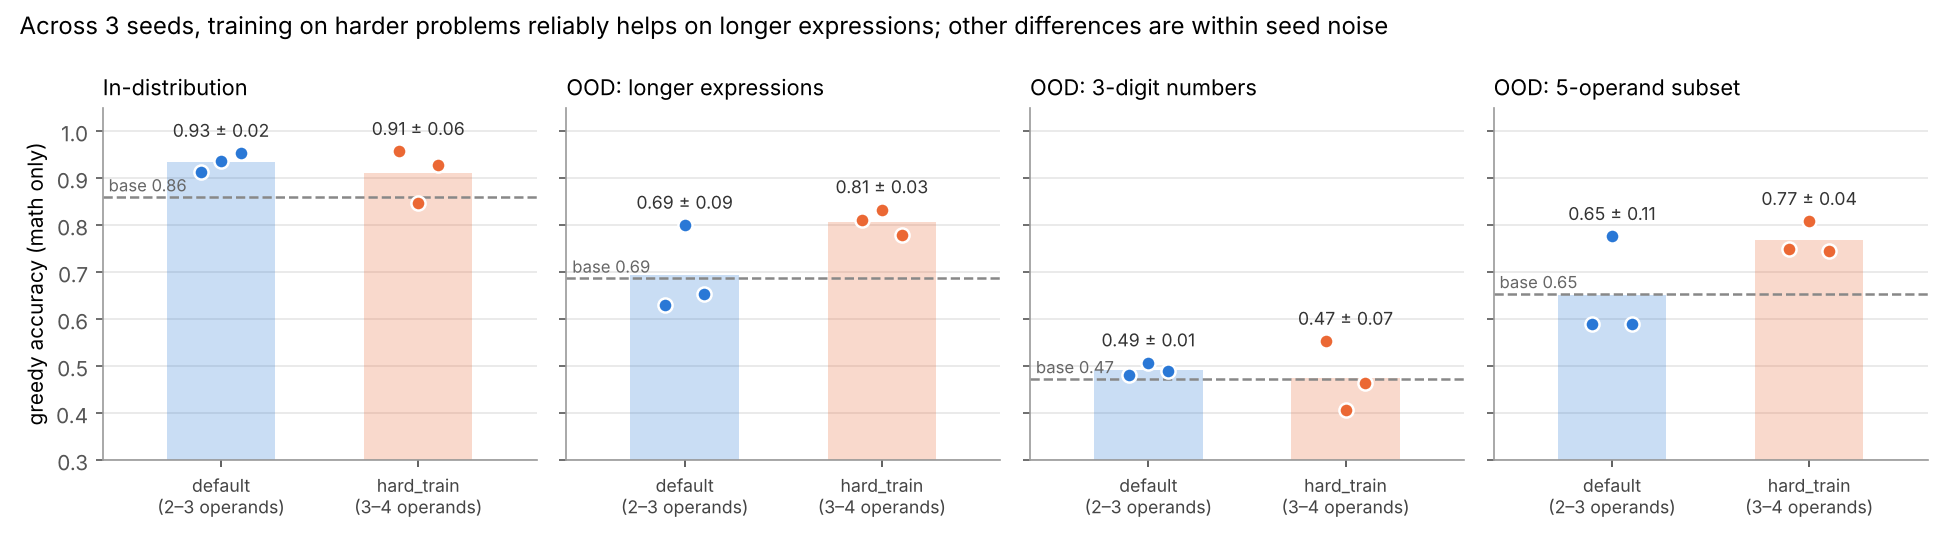 Across 3 seeds, training on harder problems reliably helps on longer expressions; other differences are within seed noise
In-distribution
OOD: longer expressions
OOD: 3-digit numbers
OOD: 5-operand subset
greedy accuracy (math only)
1.0
0.9
0.8
0.7
0.6
0.5
0.4
0.3
0.93 ± 0.02
0.91 ± 0.06
base 0.86
default
(2–3 operands)
hard_train
(3–4 operands)
0.69 ± 0.09
0.81 ± 0.03
base 0.69
default
(2–3 operands)
hard_train
(3–4 operands)
0.49 ± 0.01
0.47 ± 0.07
base 0.47
default
(2–3 operands)
hard_train
(3–4 operands)
0.65 ± 0.11
0.77 ± 0.04
base 0.65
default
(2–3 operands)
hard_train
(3–4 operands)